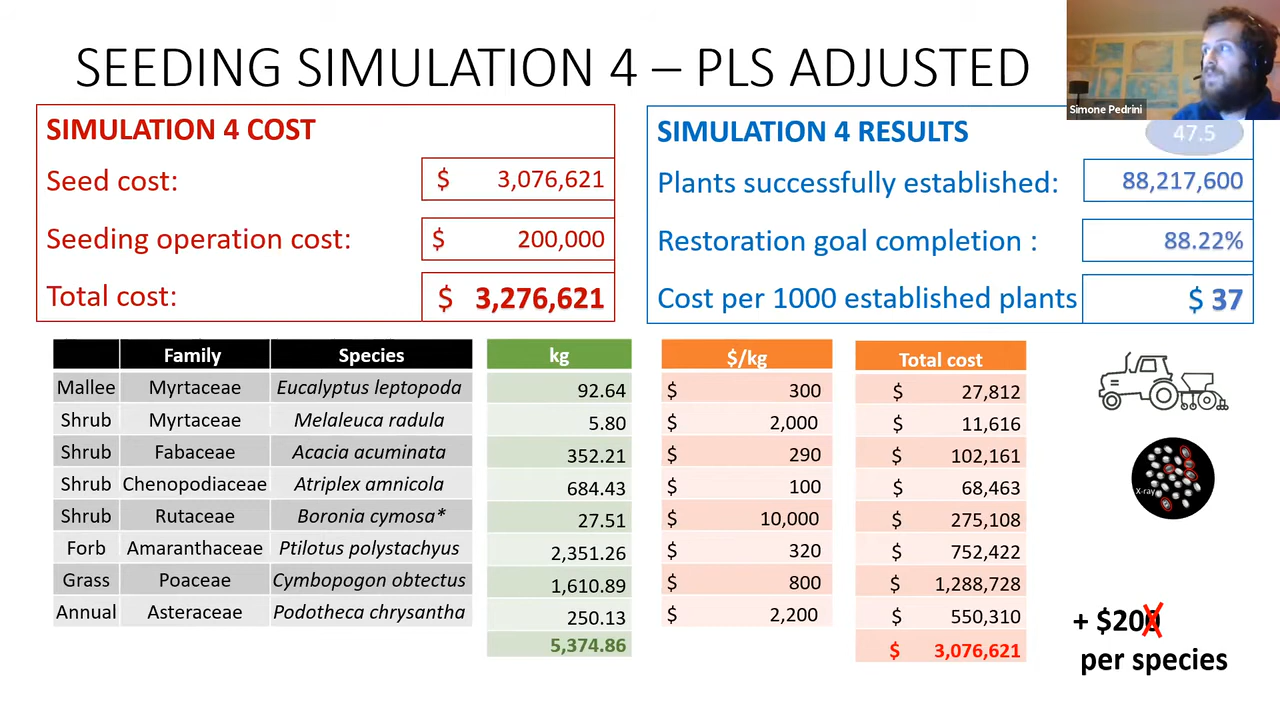 SEEDING SIMULATION 4 – PLS ADJUSTED
Simone Pedrini
SIMULATION 4 COST
Seed cost: $ 3,076,621
Seeding operation cost: $ 200,000
Total cost: $ 3,276,621
SIMULATION 4 RESULTS 47.5
Plants successfully established: 88,217,600
Restoration goal completion : 88.22%
Cost per 1000 established plants $ 37
Family Species kg $/kg Total cost
Mallee Myrtaceae Eucalyptus leptopoda 92.64 $ 300 $ 27,812
Shrub Myrtaceae Melaleuca radula 5.80 $ 2,000 $ 11,616
Shrub Fabaceae Acacia acuminata 352.21 $ 290 $ 102,161
Shrub Chenopodiaceae Atriplex amnicola 684.43 $ 100 $ 68,463
Shrub Rutaceae Boronia cymosa* 27.51 $ 10,000 $ 275,108
Forb Amaranthaceae Ptilotus polystachyus 2,351.26 $ 320 $ 752,422
Grass Poaceae Cymbopogon obtectus 1,610.89 $ 800 $ 1,288,728
Annual Asteraceae Podotheca chrysantha 250.13 $ 2,200 $ 550,310
5,374.86 $ 3,076,621
X-ray
+ $200
per species